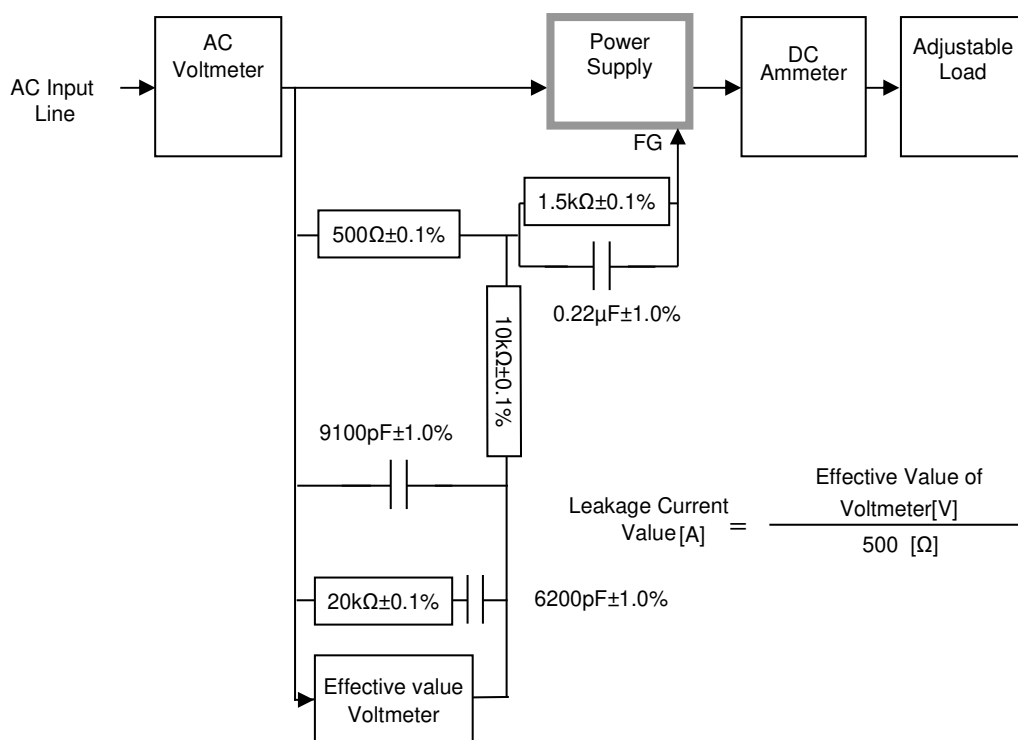 AC
Voltmeter
Power
Supply
DC
Ammeter
Adjustable
Load
AC Input
Line
FG
1.5kΩ±0.1%
500Ω±0.1%
0.22µF±1.0%
10kΩ±0.1%
9100pF±1.0%
Leakage Current
Value[A]
=
Effective Value of
Voltmeter[V]
500 [Ω]
20kΩ±0.1%
6200pF±1.0%
Effective value
Voltmeter